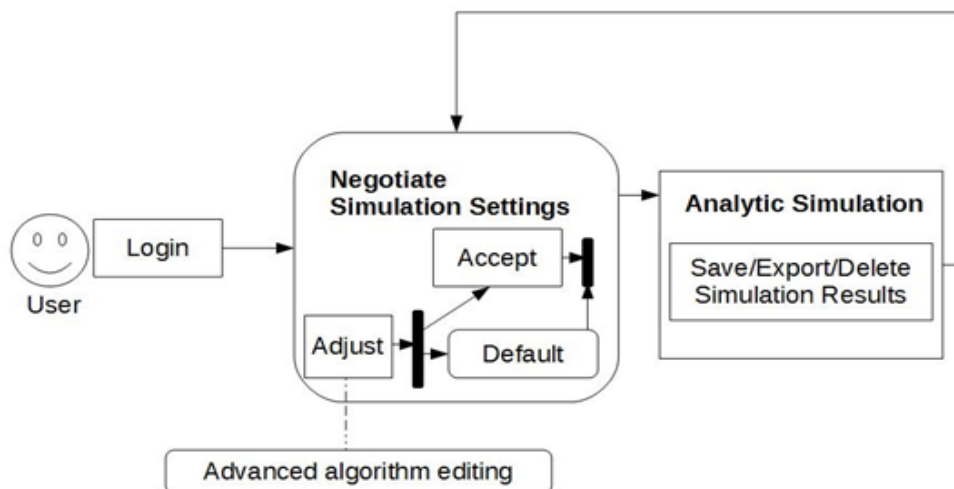 Negotiate
Simulation Settings
Analytic Simulation
Login
Accept
Save/Export/Delete
Simulation Results
User
Adjust
Default
Advanced algorithm editing